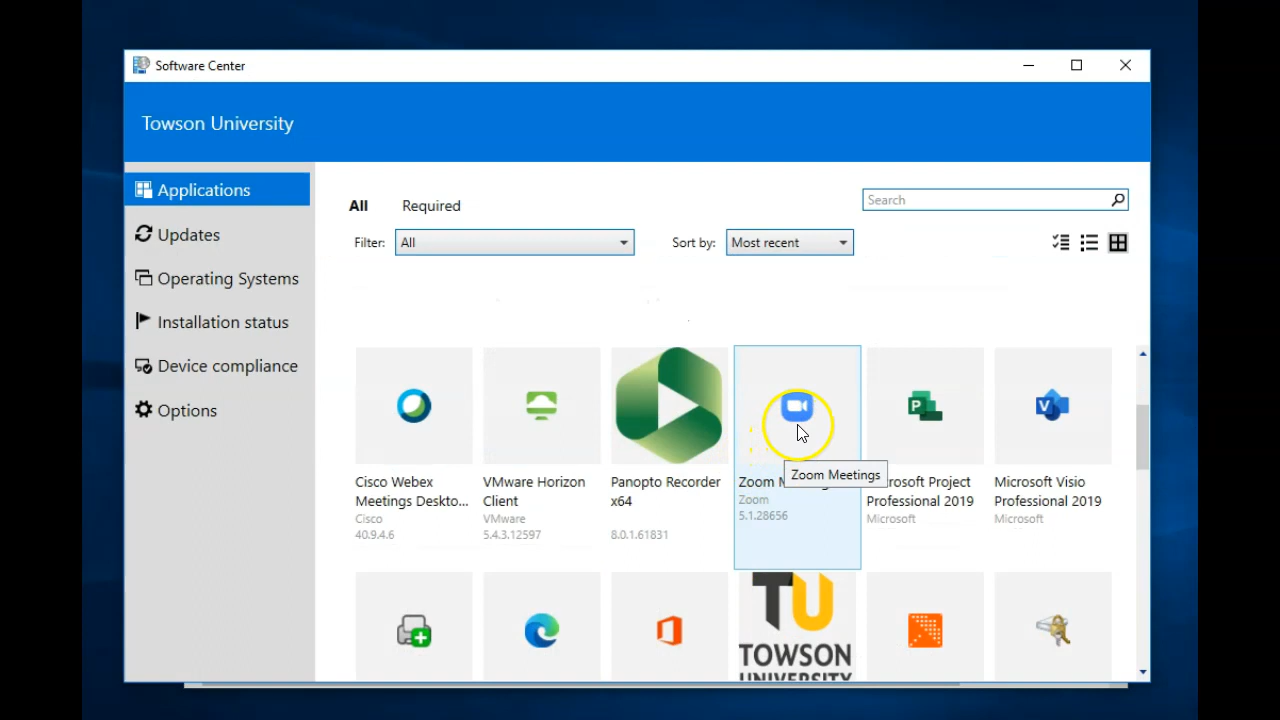 Software Center
Towson University
Applications
Updates
Operating Systems
Installation status
Device compliance
Options
All
Required
Search
Filter:
All
Sort by:
Most recent
Cisco Webex
Meetings Deskto...
Cisco
40.9.4.6
VMware Horizon
Client
VMware
5.4.3.12597
Panopto Recorder
x64
8.0.1.61831
Zoom
Zoom
5.1.28656
Zoom Meetings
Project
Professional 2019
Microsoft
Microsoft Visio
Professional 2019
Microsoft
P
V
TU
TOWSON
UNIVERSITY